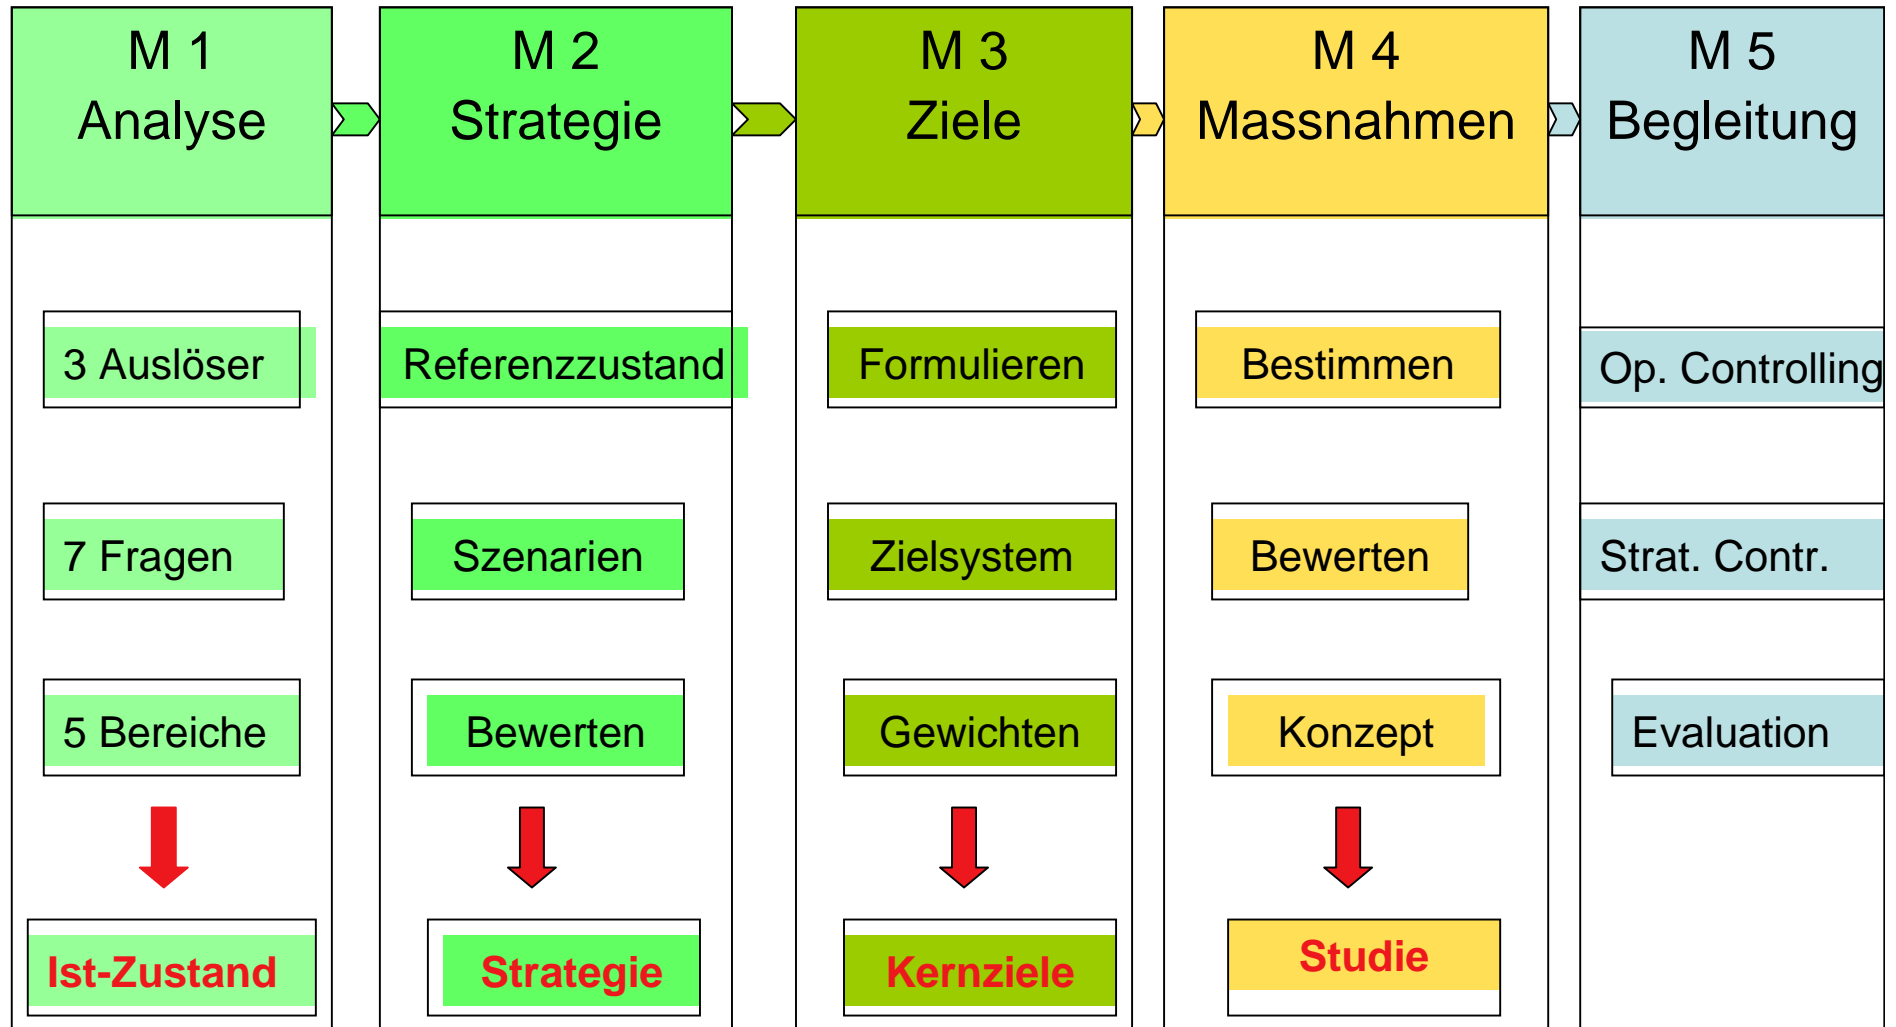 M 1
Analyse
3 Auslöser
7 Fragen
5 Bereiche
Ist-Zustand
M 2
Strategie
Referenzzustand
Szenarien
Bewerten
Strategie
M 3
Ziele
Formulieren
Zielsystem
Gewichten
Kernziele
M 4
Massnahmen
Bestimmen
Bewerten
Konzept
Studie
M 5
Begleitung
Op. Controlling
Strat. Contr.
Evaluation